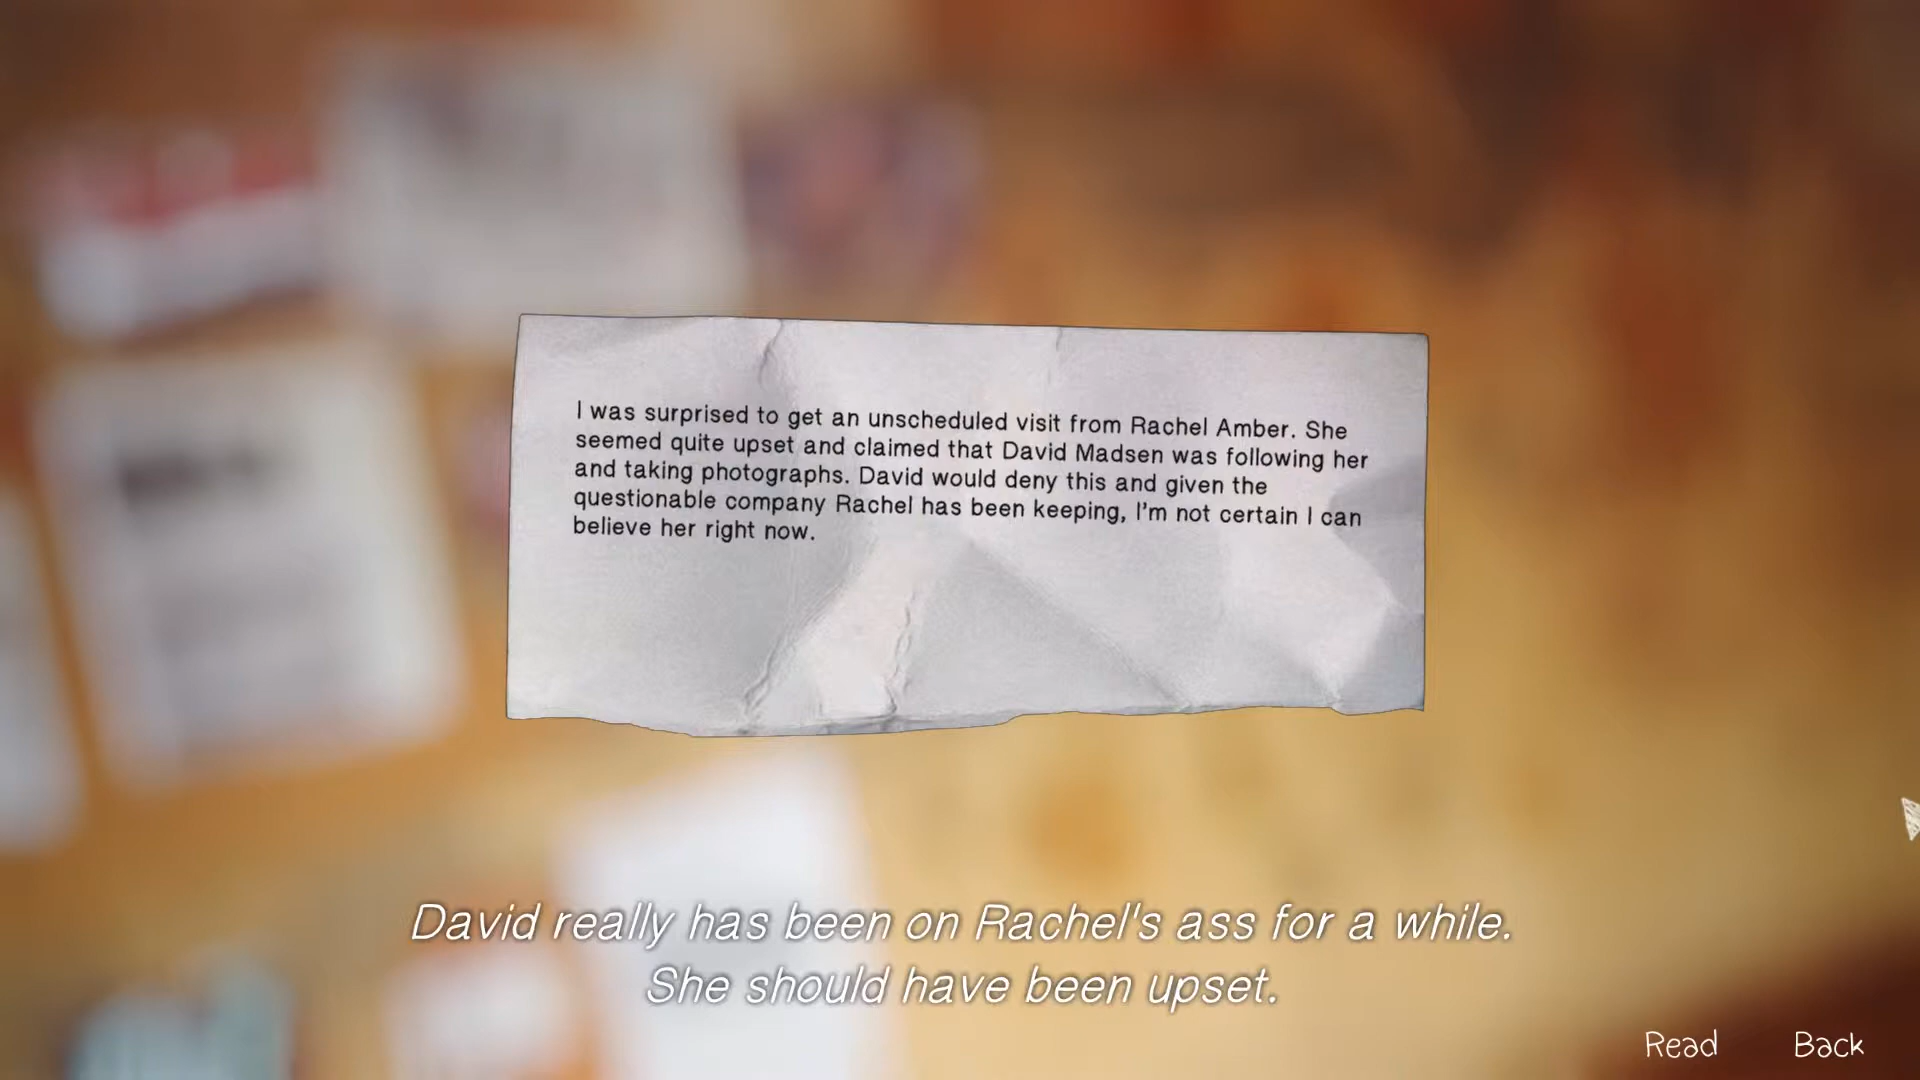 I was surprised to get an unscheduled visit from Rachel Amber. She
seemed quite upset and claimed that David Madsen was following her
and taking photographs. David would deny this and given the
questionable company Rachel has been keeping, I'm not certain I can
believe her right now.
David really has been on Rachel's ass for a while.
She should have been upset.
Read
Back